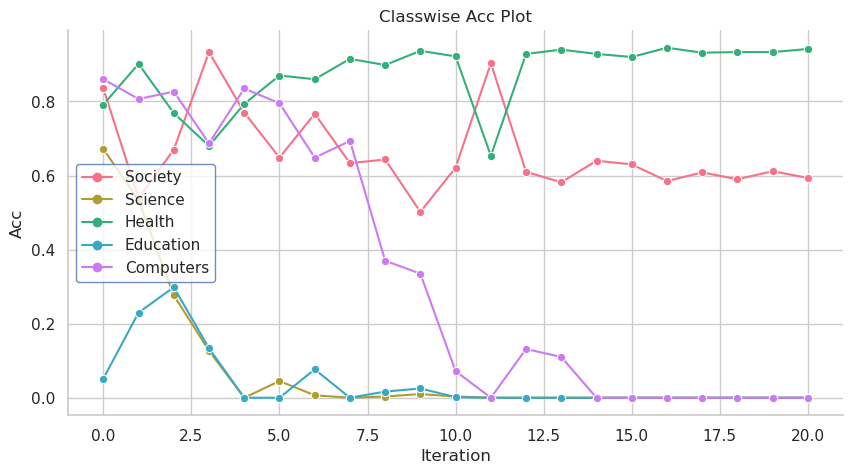 Classwise Acc Plot
Acc
0.8
0.6
0.4
0.2
0.0
Society
Science
Health
Education
Computers
0.0 2.5 5.0 7.5 10.0 12.5 15.0 17.5 20.0
Iteration